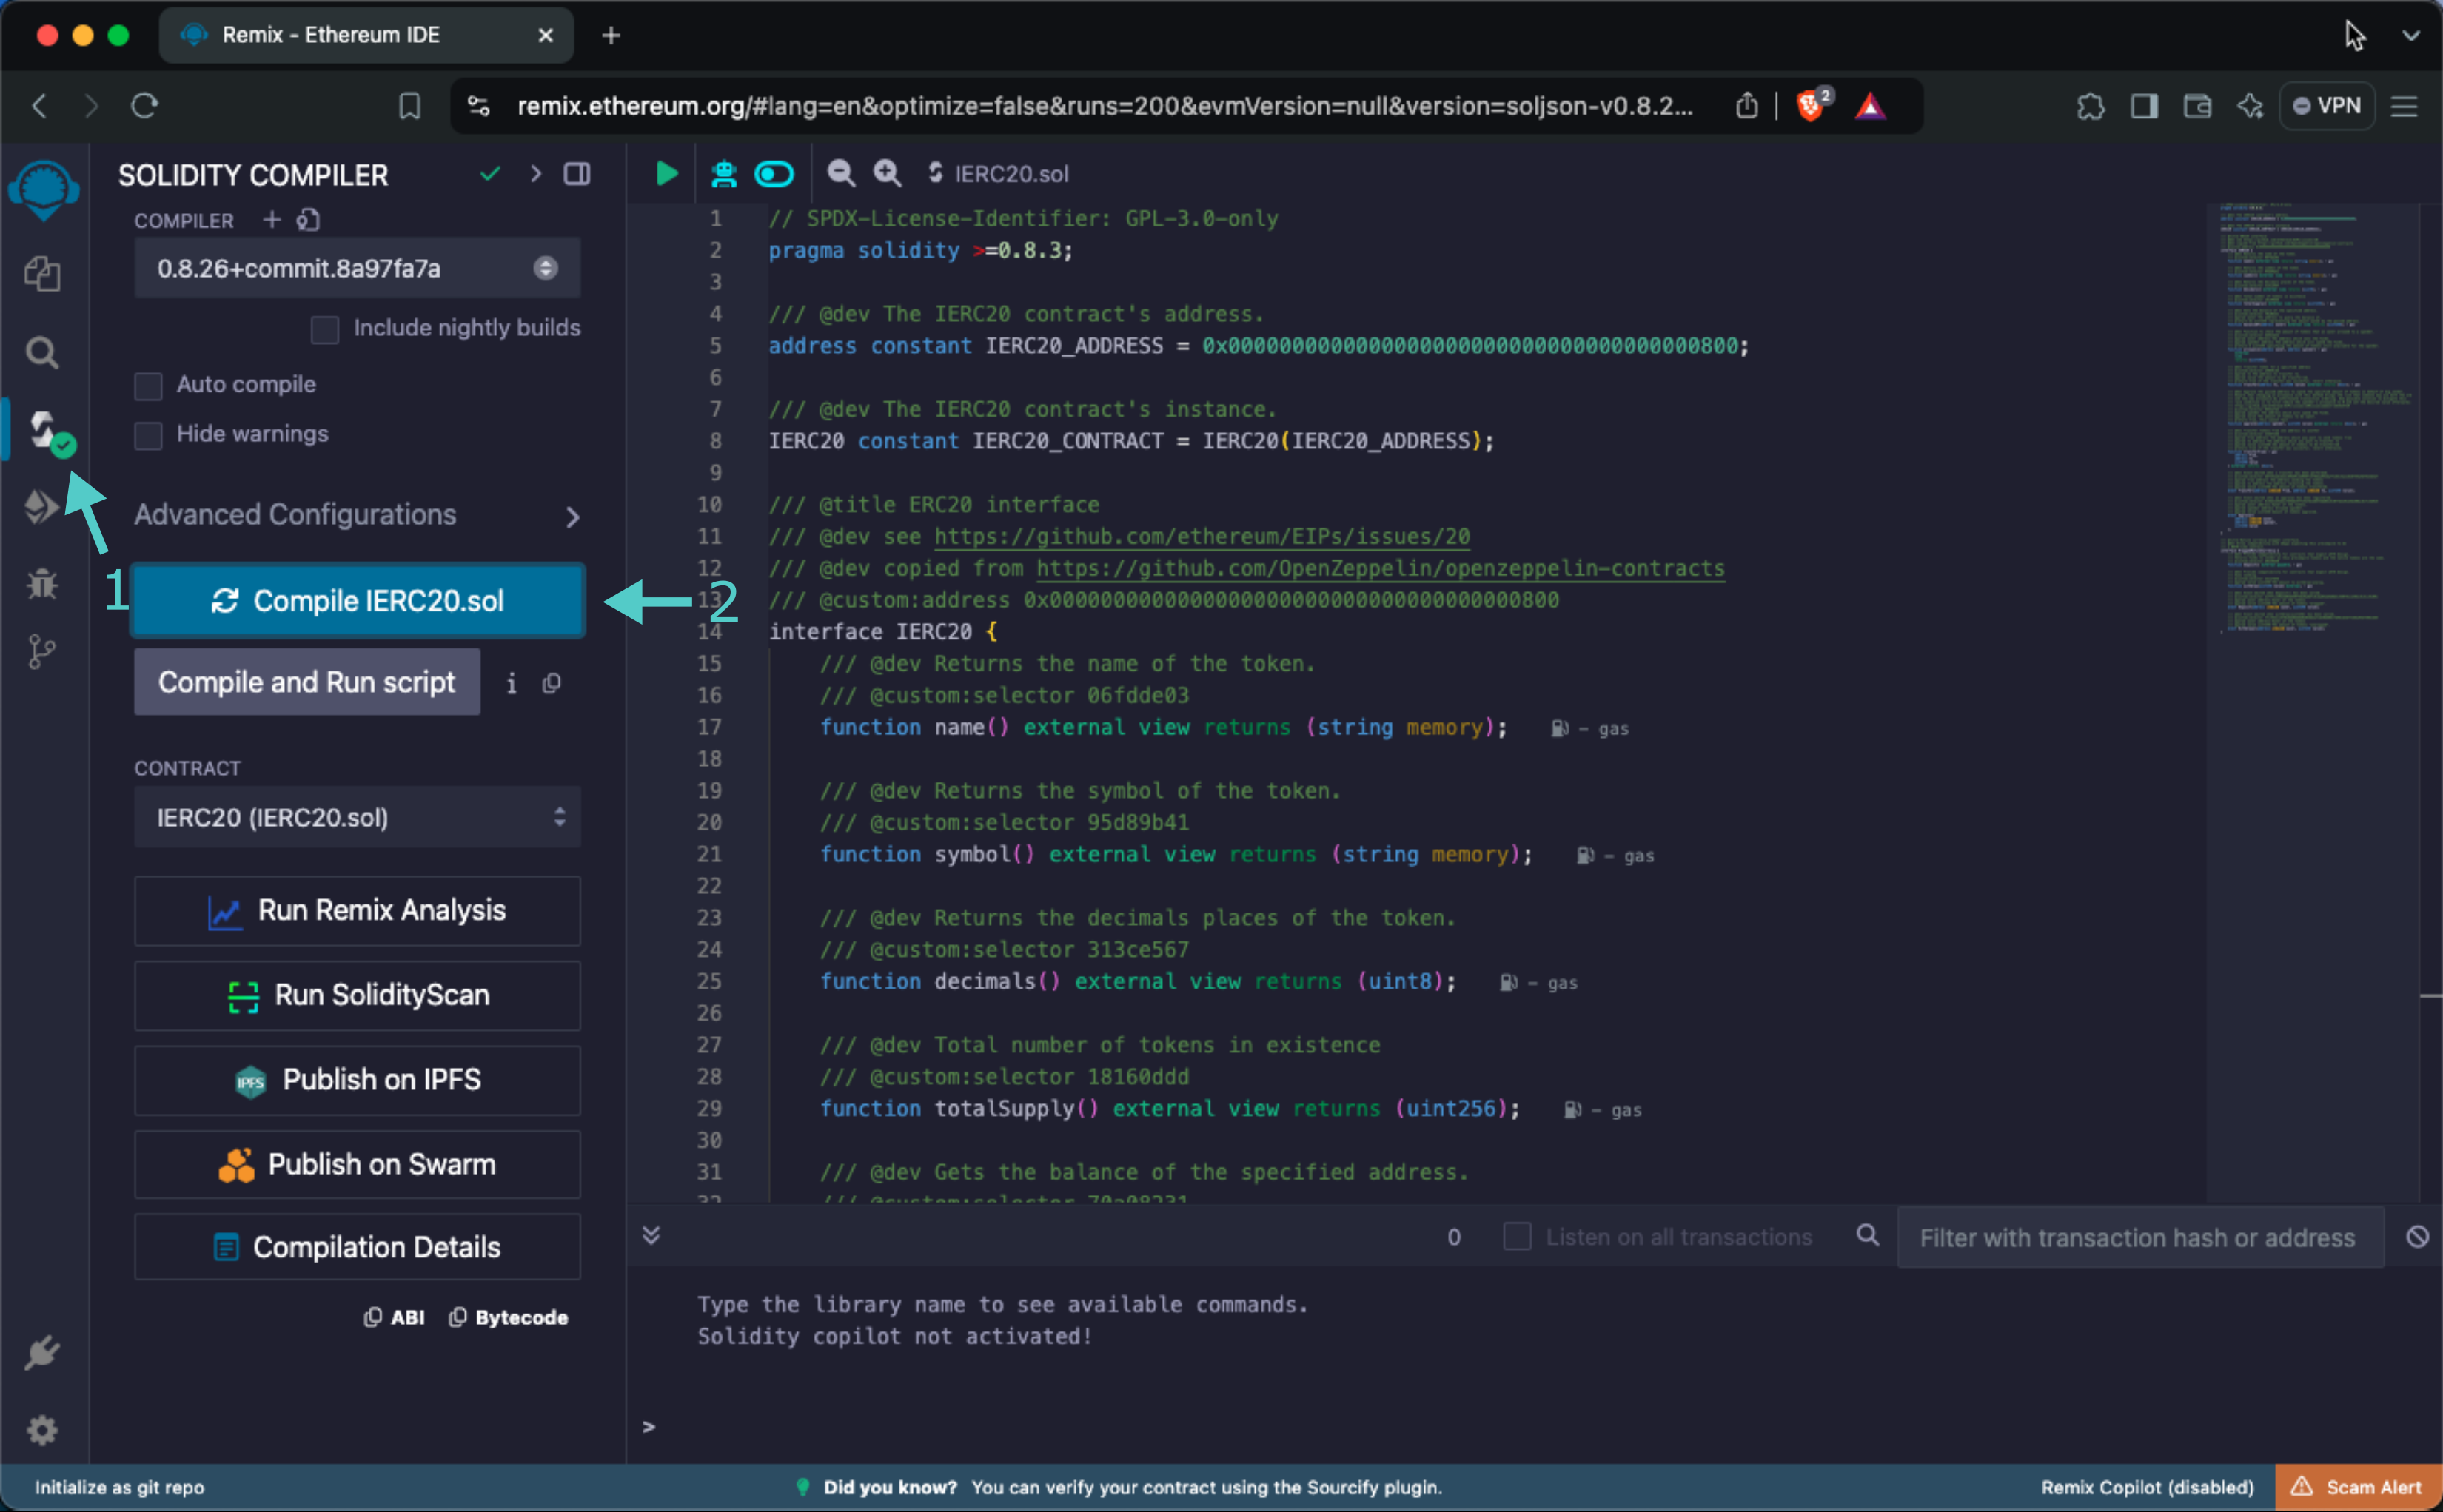 Remix - Ethereum IDE
remix.ethereum.org/#lang=en&optimize=false&runs=200&evmVersion=null&version=soljson-v0.8.2...
2
VPN
SOLIDITY COMPILER
COMPILER
0.8.26+commit.8a97fa7a
Include nightly builds
Auto compile
Hide warnings
Advanced Configurations
1
Compile IERC20.sol
2
Compile and Run script
i
CONTRACT
IERC20 (IERC20.sol)
Run Remix Analysis
Run SolidityScan
IPFS Publish on IPFS
Publish on Swarm
Compilation Details
ABI Bytecode
IERC20.sol
1 // SPDX-License-Identifier: GPL-3.0-only
2 pragma solidity >=0.8.3;
3
4 /// @dev The IERC20 contract's address.
5 address constant IERC20_ADDRESS = 0x0000000000000000000000000000000000000800;
6
7 /// @dev The IERC20 contract's instance.
8 IERC20 constant IERC20_CONTRACT = IERC20(IERC20_ADDRESS);
9
10 /// @title ERC20 interface
11 /// @dev see https://github.com/ethereum/EIPs/issues/20
12 /// @dev copied from https://github.com/OpenZeppelin/openzeppelin-contracts
13 /// @custom:address 0x0000000000000000000000000000000000000800
14 interface IERC20 {
15 /// @dev Returns the name of the token.
16 /// @custom:selector 06fdde03
17 function name() external view returns (string memory); - gas
18
19 /// @dev Returns the symbol of the token.
20 /// @custom:selector 95d89b41
21 function symbol() external view returns (string memory); - gas
22
23 /// @dev Returns the decimals places of the token.
24 /// @custom:selector 313ce567
25 function decimals() external view returns (uint8); - gas
26
27 /// @dev Total number of tokens in existence
28 /// @custom:selector 18160ddd
29 function totalSupply() external view returns (uint256); - gas
30
31 /// @dev Gets the balance of the specified address.
32 /// @custom:selector 70a08231
0 Listen on all transactions Filter with transaction hash or address
Type the library name to see available commands.
Solidity copilot not activated!
>
Initialize as git repo
Did you know? You can verify your contract using the Sourcify plugin.
Remix Copilot (disabled)
Scam Alert